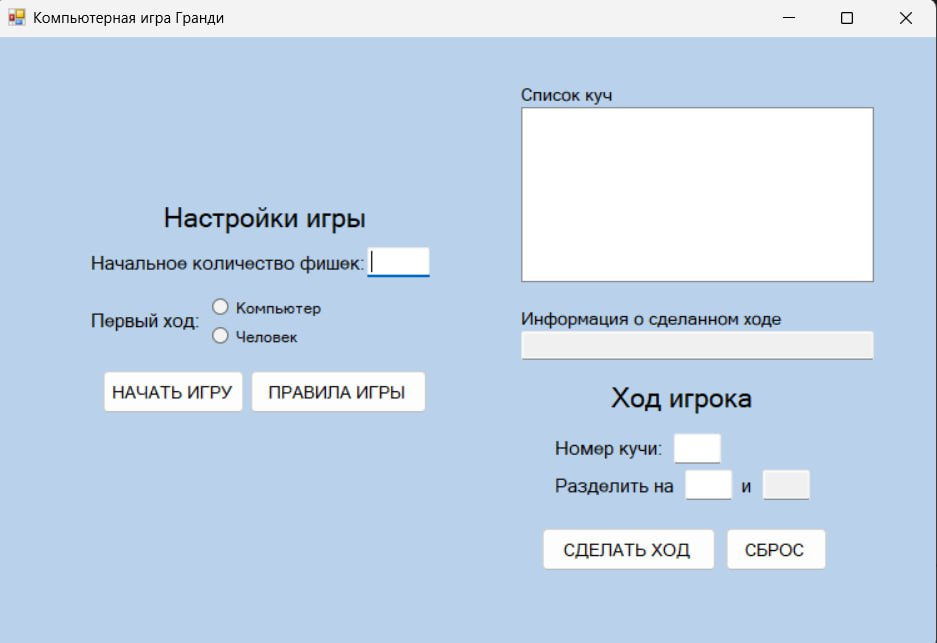 Компьютерная игра Гранди
Настройки игры
Начальное количество фишек:
Первый ход:
Компьютер
Человек
НАЧАТЬ ИГРУ
ПРАВИЛА ИГРЫ
Список куч
Информация о сделанном ходе
Ход игрока
Номер кучи:
Разделить на и
СДЕЛАТЬ ХОД
СБРОС